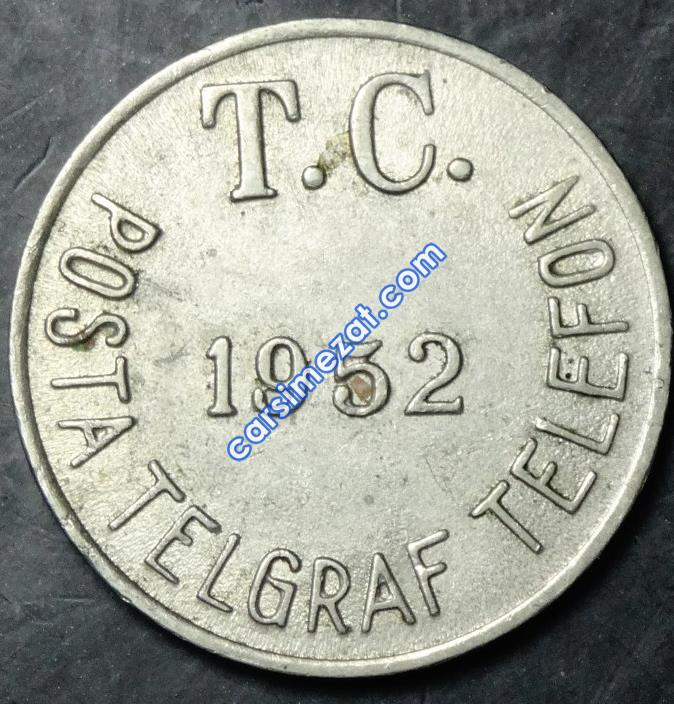 T.C.
1952
POSTA TELGRAF TELEFON
carsimezat.com